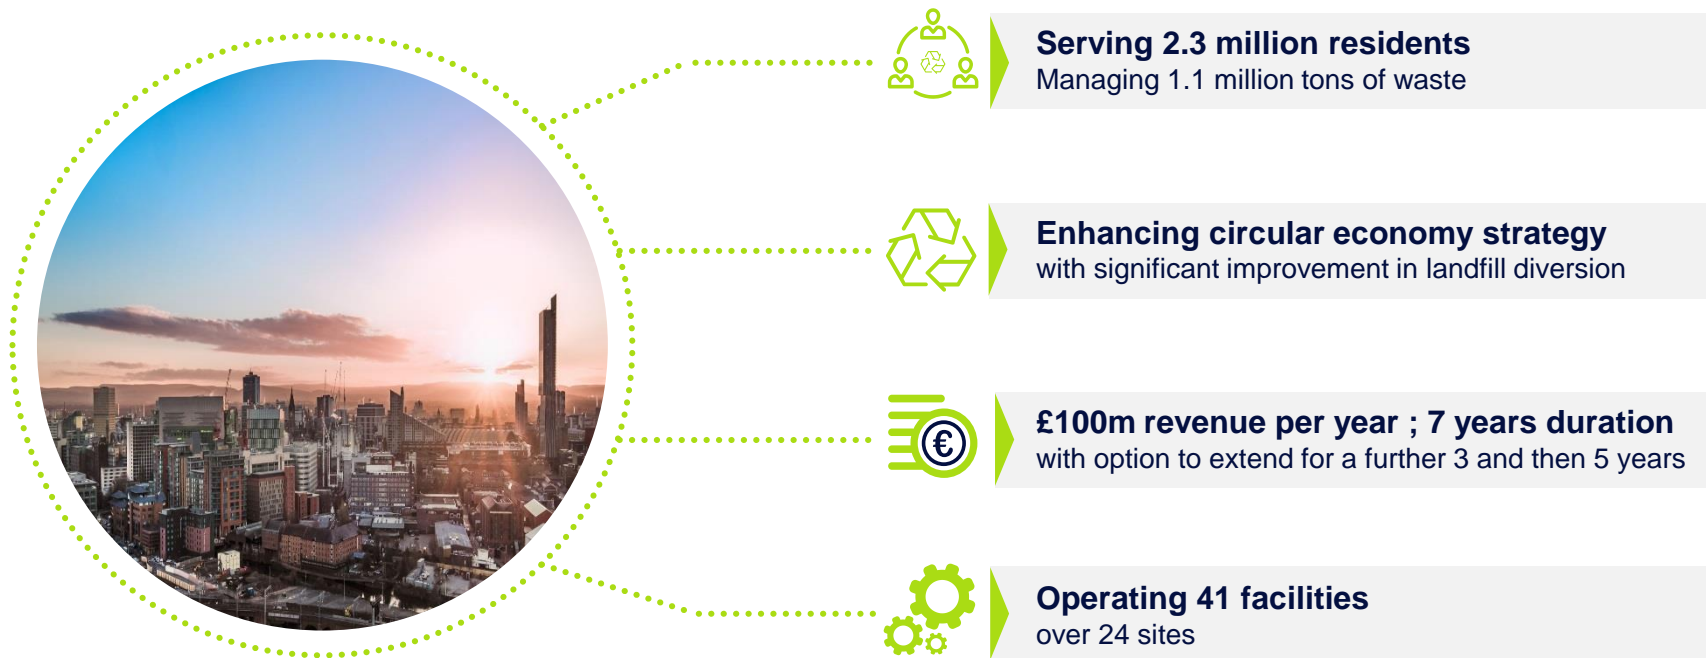 Serving 2.3 million residents
Managing 1.1 million tons of waste
Enhancing circular economy strategy
with significant improvement in landfill diversion
€
£100m revenue per year ; 7 years duration
with option to extend for a further 3 and then 5 years
Operating 41 facilities
over 24 sites